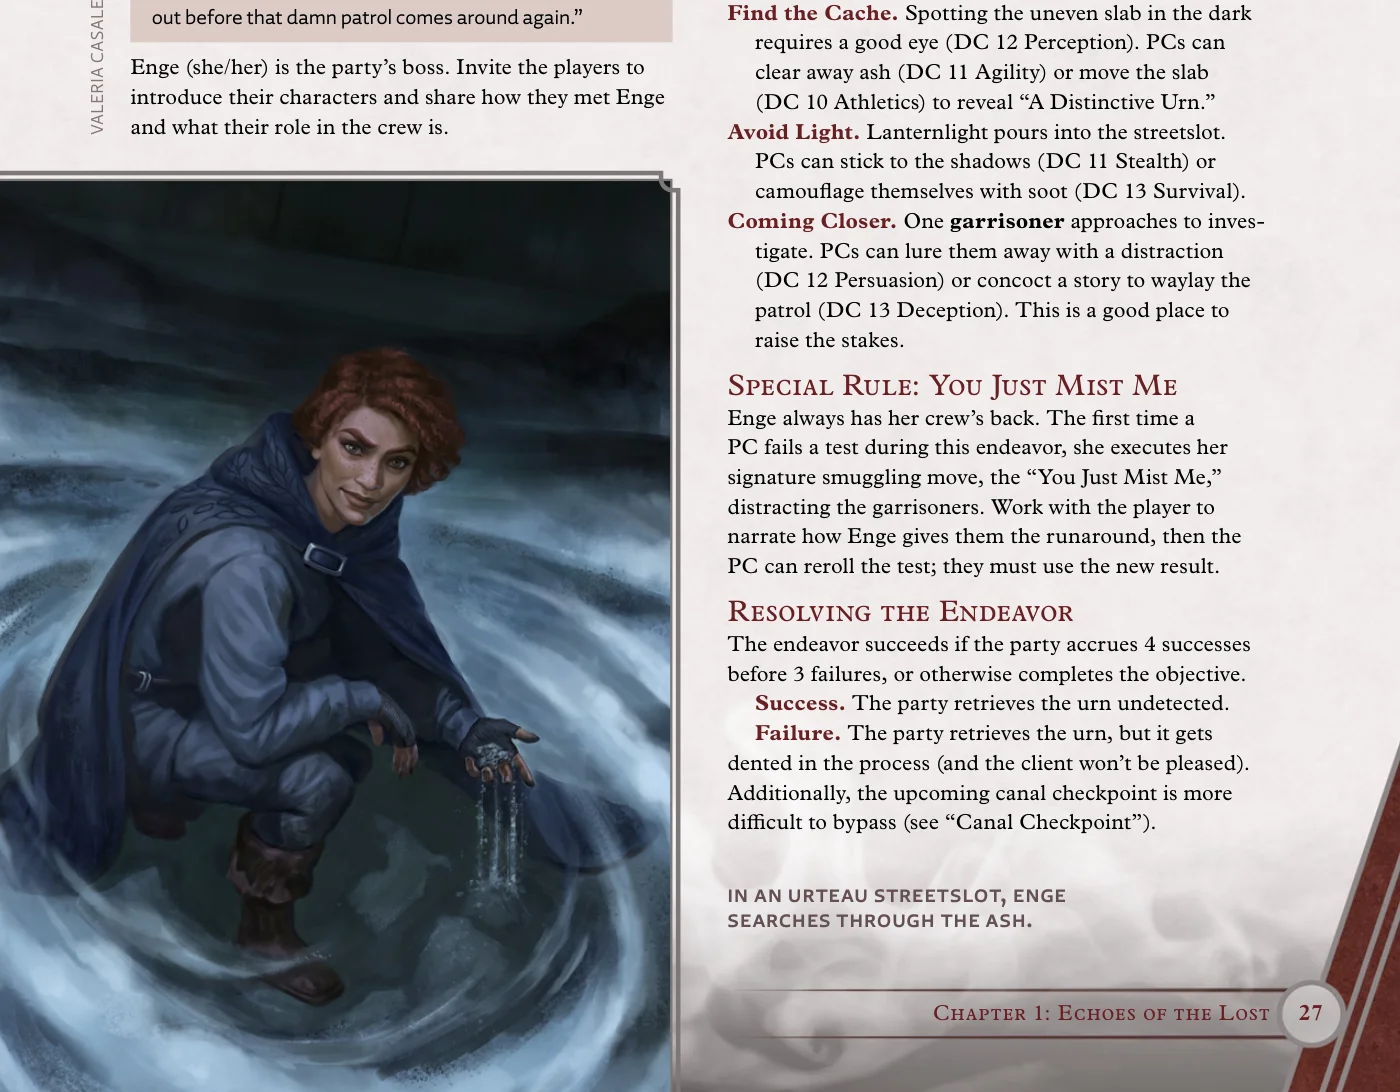 out before that damn patrol comes around again.”
VALERIA CASALE
Enge (she/her) is the party’s boss. Invite the players to
introduce their characters and share how they met Enge
and what their role in the crew is.
Find the Cache. Spotting the uneven slab in the dark
requires a good eye (DC 12 Perception). PCs can
clear away ash (DC 11 Agility) or move the slab
(DC 10 Athletics) to reveal “A Distinctive Urn.”
Avoid Light. Lanternlight pours into the streetslot.
PCs can stick to the shadows (DC 11 Stealth) or
camouflage themselves with soot (DC 13 Survival).
Coming Closer. One garrisoner approaches to inves-
tigate. PCs can lure them away with a distraction
(DC 12 Persuasion) or concoct a story to waylay the
patrol (DC 13 Deception). This is a good place to
raise the stakes.
Special Rule: You Just Mist Me
Enge always has her crew’s back. The first time a
PC fails a test during this endeavor, she executes her
signature smuggling move, the “You Just Mist Me,”
distracting the garrisoners. Work with the player to
narrate how Enge gives them the runaround, then the
PC can reroll the test; they must use the new result.
Resolving the Endeavor
The endeavor succeeds if the party accrues 4 successes
before 3 failures, or otherwise completes the objective.
Success. The party retrieves the urn undetected.
Failure. The party retrieves the urn, but it gets
dented in the process (and the client won’t be pleased).
Additionally, the upcoming canal checkpoint is more
difficult to bypass (see “Canal Checkpoint”).
IN AN URTEAU STREETSLOT, ENGE
SEARCHES THROUGH THE ASH.
Chapter 1: Echoes of the Lost 27